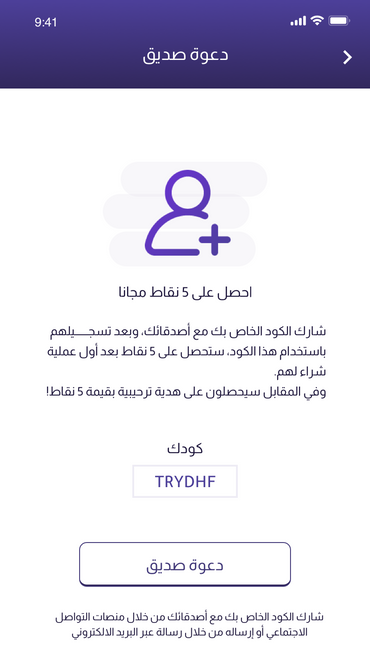 9:41
دعوة صديق
احصل على 5 نقاط مجانا
شارك الكود الخاص بك مع أصدقائك، وبعد تسجـــــيلهم
باستخدام هذا الكود، ستحصل على 5 نقاط بعد أول عملية
شراء لهم.
وفي المقابل سيحصلون على هدية ترحيبية بقيمة 5 نقاط!
كودك
TRYDHF
دعوة صديق
شارك الكود الخاص بك مع أصدقائك من خلال منصات التواصل
الاجتماعي أو إرساله من خلال رسالة عبر البريد الالكتروني